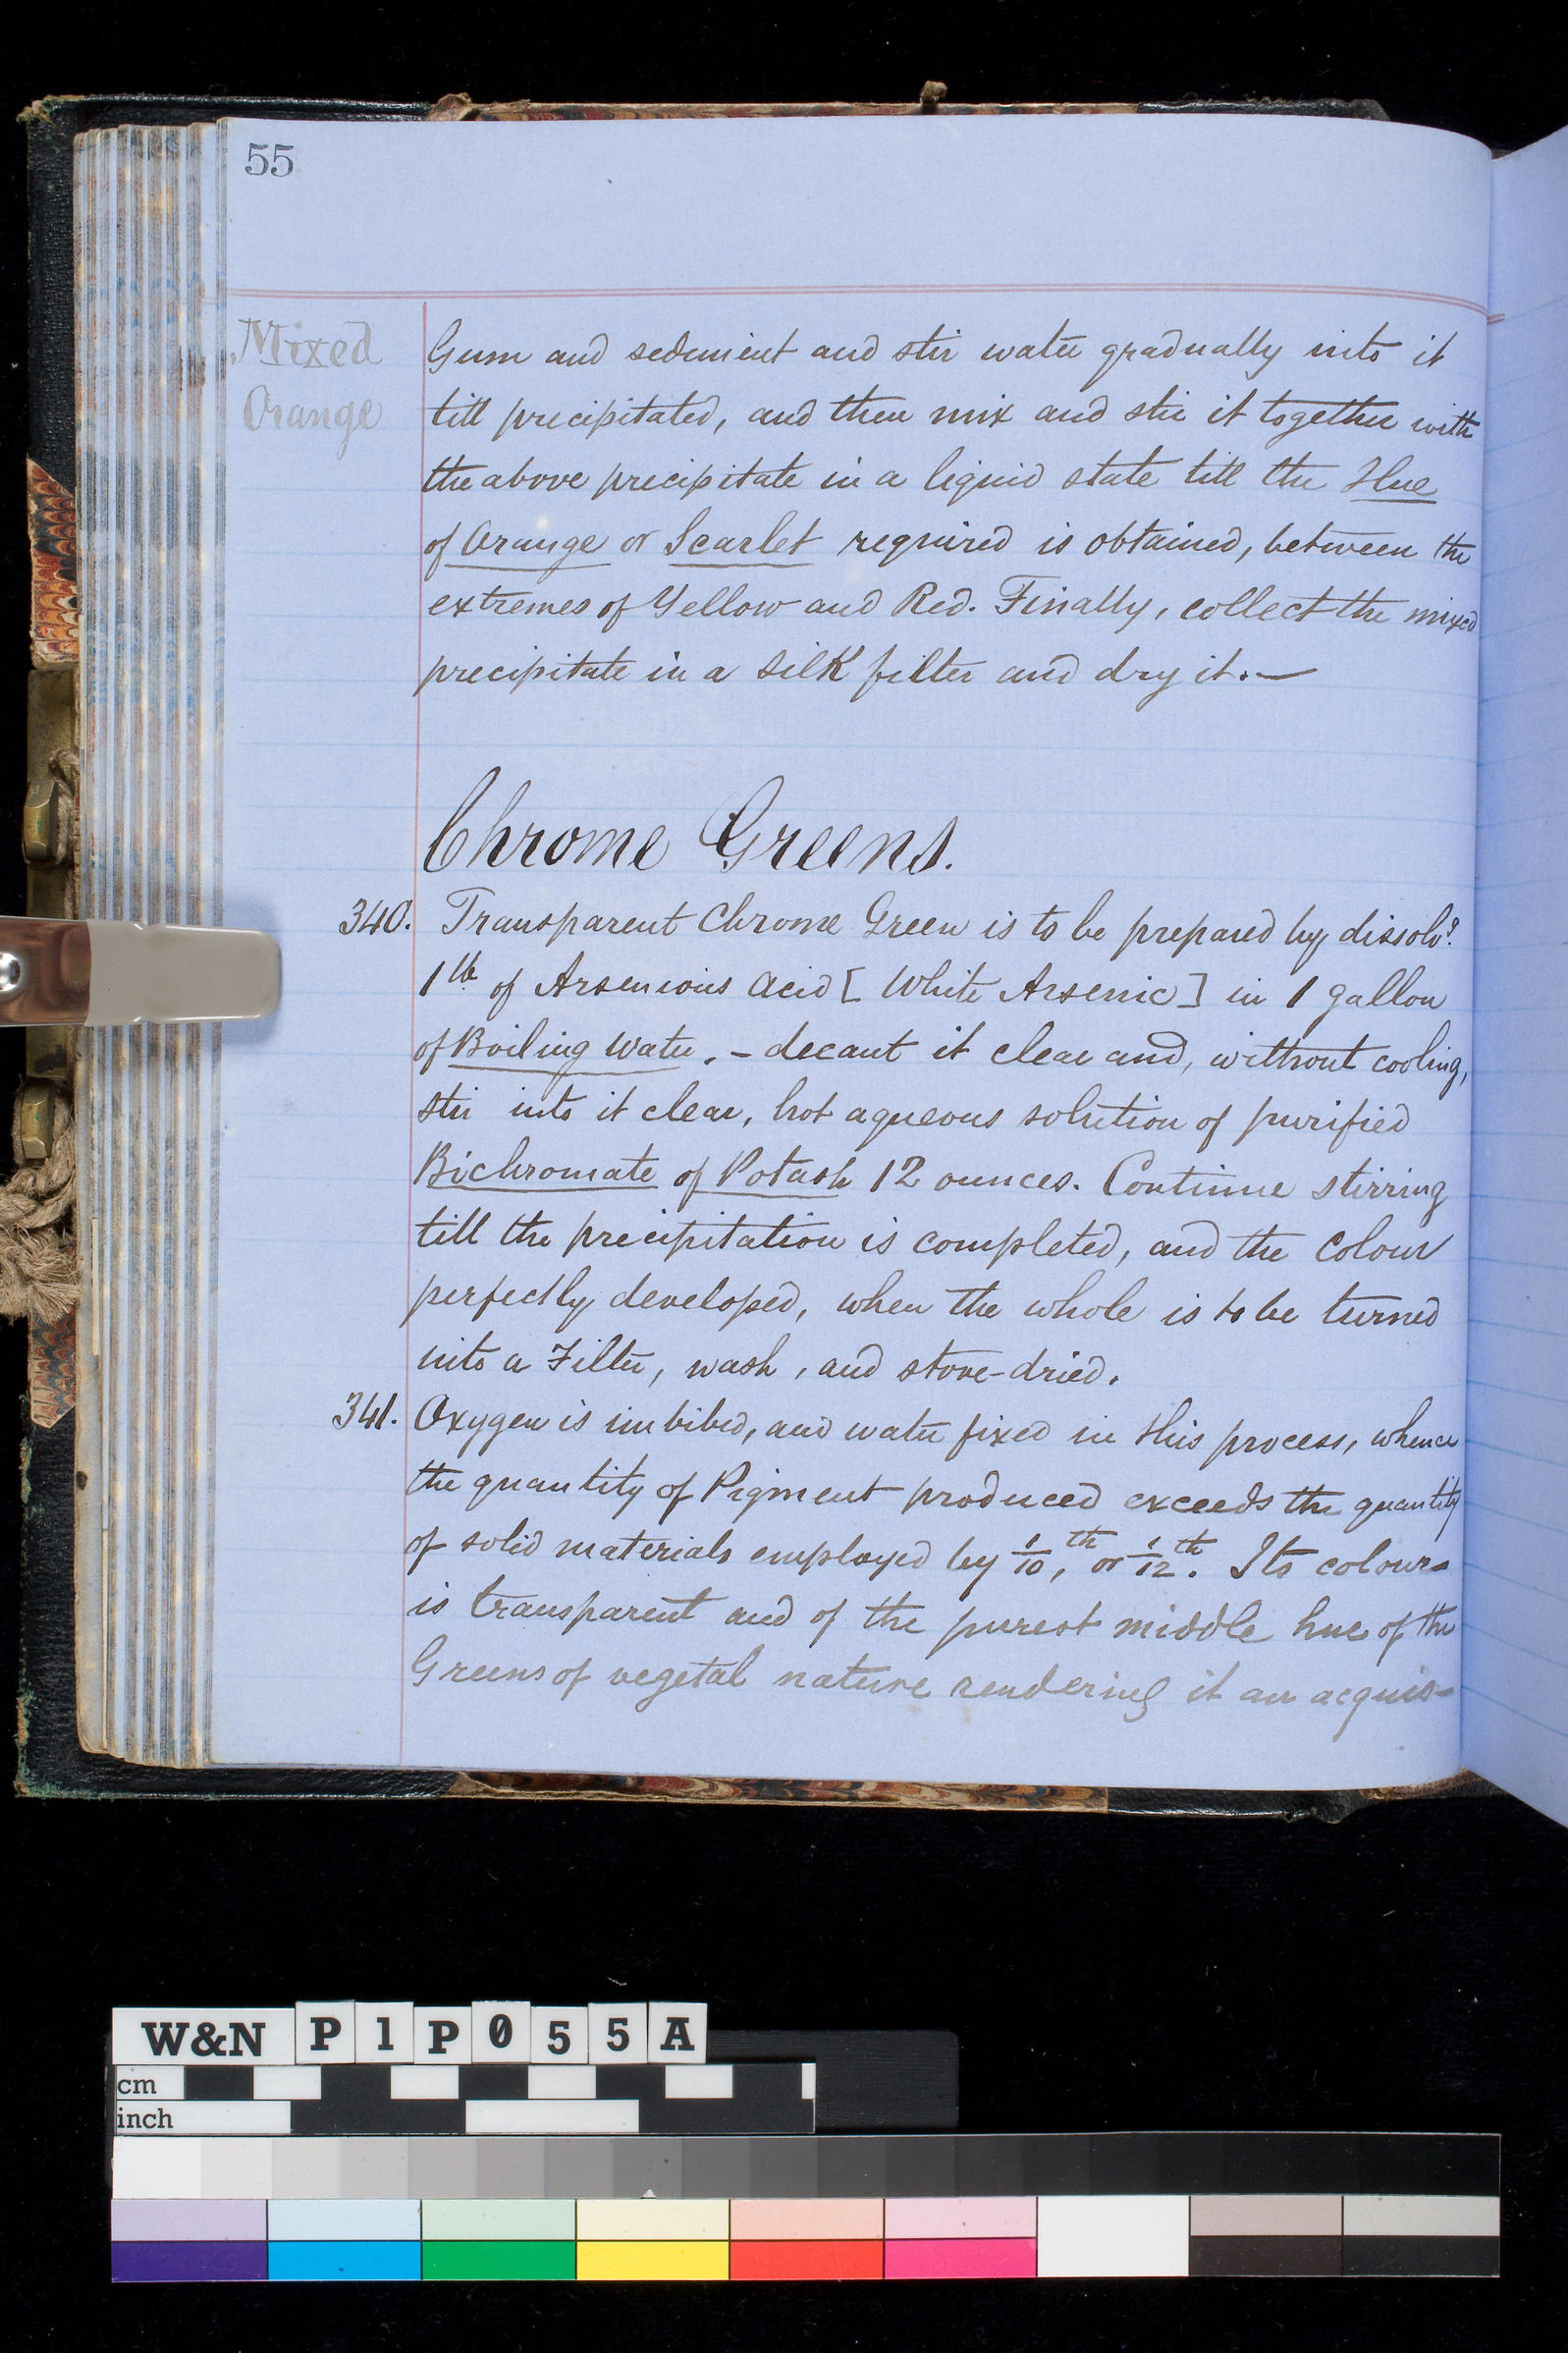 55
Mixed
Orange
Gum and sediment and stir water gradually into it
till precipitated, and then mix and stir it together with
the above precipitate in a liquid state till the Hue
of Orange or Scarlet required is obtained, between the
extremes of Yellow and Red. Finally, collect the mixed
precipitate in a silk filter and dry it.—
Chrome Greens.
340. Transparent Chrome Green is to be prepared by dissolvg.
1 lb of Arsenious Acid [White Arsenic] in 1 gallon
of Boiling Water. – decant it clear and, without cooling,
stir into it clear, hot aqueous solution of purified
Bichromate of Potash 12 ounces. Continue stirring
till the precipitation is completed, and the Colour
perfectly developed, when the whole is to be turned
into a Filter, wash, and stove-dried.
341. Oxygen is imbibed, and water fixed in this process, whence
the quantity of Pigment produced exceeds the quantity
of solid materials employed by 1/10th, or 1/12th. Its colour
is transparent and of the purest middle hue of the
Greens of vegetal nature rendering it an acquis-
W&N P1P055A
cm
inch